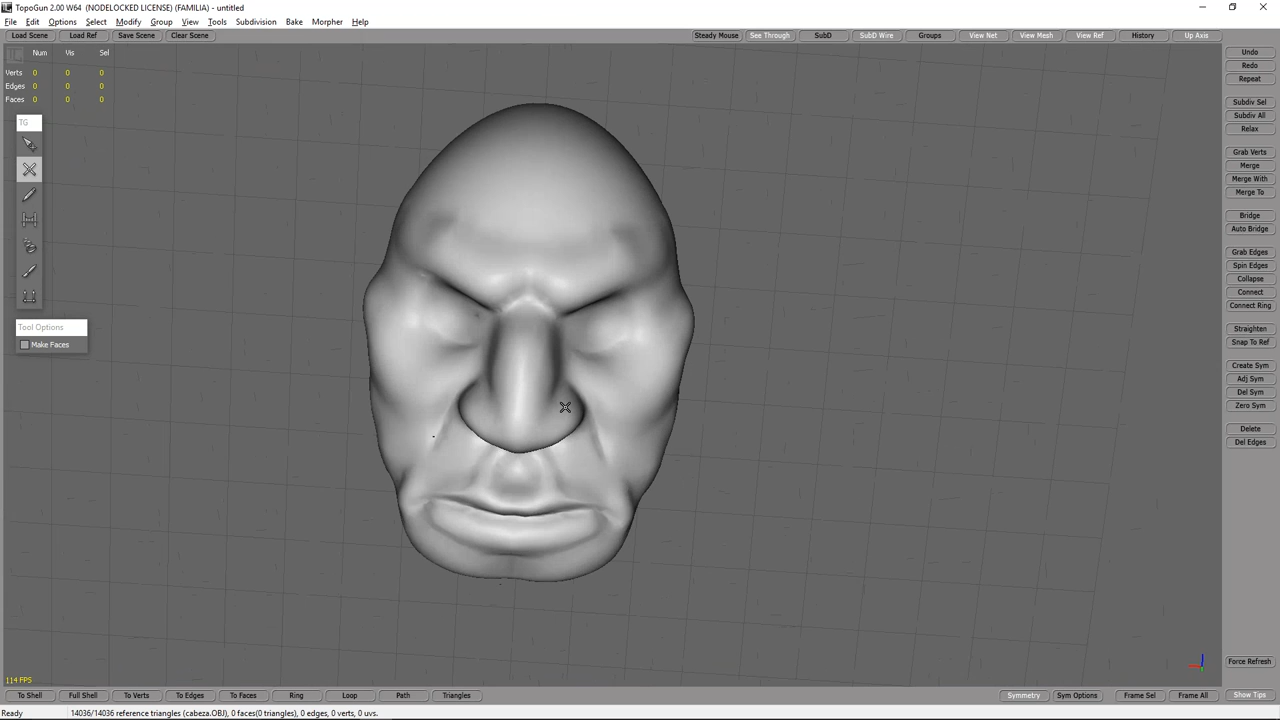 TopoGun 2.00 W64 (NODELOCKED LICENSE) (FAMILIA) - untitled
File Edit Options Select Modify Group View Tools Subdivision Bake Morpher Help
Load Scene Load Ref Save Scene Clear Scene Steady Mouse See Through SubD SubD Wire Groups View Net View Mesh View Ref History Up Axis
Num Vis Sel
Verts 0 0 0
Edges 0 0 0
Faces 0 0 0
TG
Tool Options
Make Faces
Undo
Redo
Repeat
Subdiv Sel
Subdiv All
Relax
Grab Verts
Merge
Merge With
Merge To
Bridge
Auto Bridge
Grab Edges
Spin Edges
Collapse
Connect
Connect Ring
Straighten
Snap To Ref
Create Sym
Adj Sym
Del Sym
Zero Sym
Delete
Del Edges
Force Refresh
114 FPS
To Shell Full Shell To Verts To Edges To Faces Ring Loop Path Triangles Symmetry Sym Options Frame Sel Frame All Show Tips
Ready 14036/14036 reference triangles (cabeza.OBJ), 0 faces(0 triangles), 0 edges, 0 verts, 0 uvs.